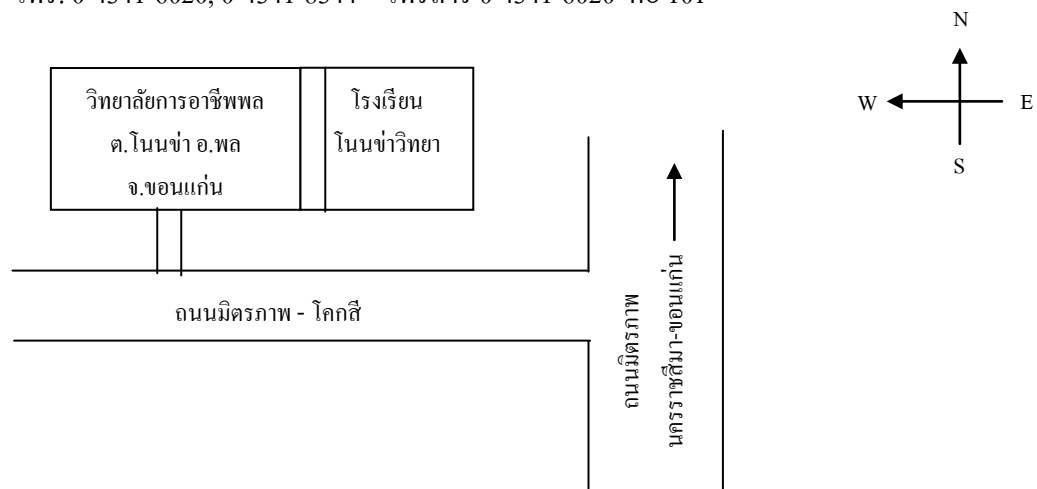 N
วิทยาลัยการอาชีพพล
ต.โนนข่า อ.พล
จ.ขอนแก่น
โรงเรียน
โนนข่าวิทยา
W
E
S
ถนนมิตรภาพ - โคกสี
ถนนมิตรภาพ
นครราชสีมา-ขอนแก่น